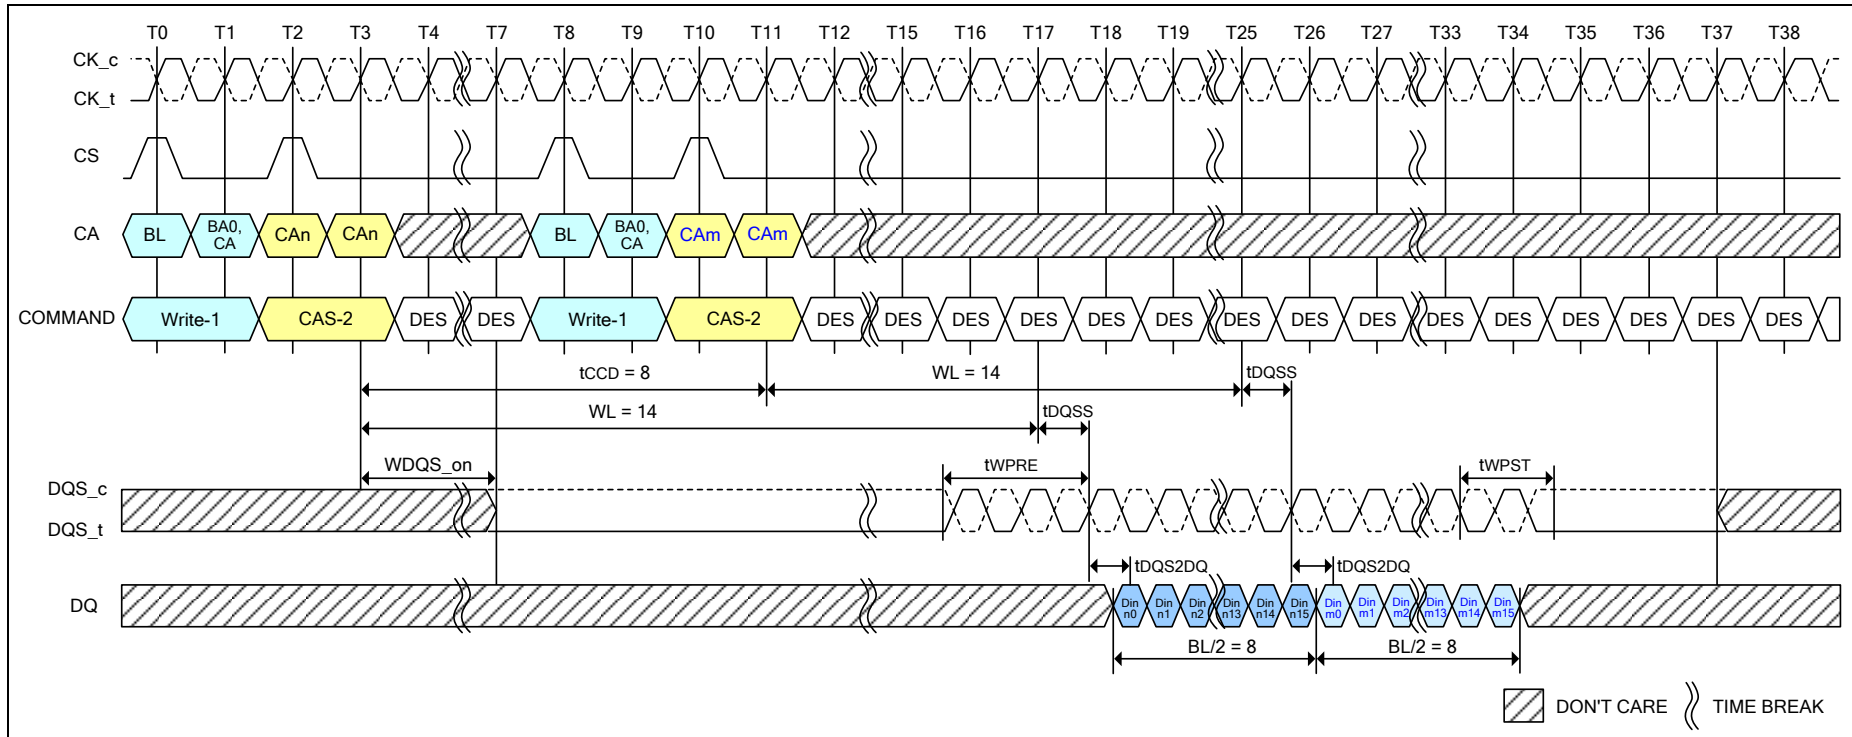 T0 T1 T2 T3 T4 T7 T8 T9 T10 T11 T12 T15 T16 T17 T18 T19 T25 T26 T27 T33 T34 T35 T36 T37 T38
CK_c
CK_t
CS
CA BL BA0, CA CAn CAn BL BA0, CA CAm CAm
COMMAND Write-1 CAS-2 DES DES Write-1 CAS-2 DES DES DES DES DES DES DES DES DES DES DES DES DES DES DES
tCCD = 8 WL = 14 tDQSS
WL = 14 tDQSS
WDQS_on tWPRE tWPST
DQS_c
DQS_t
tDQS2DQ tDQS2DQ
DQ Din n0 Din n1 Din n2 Din n13 Din n14 Din n15 Din m0 Din m1 Din m2 Din m13 Din m14 Din m15
BL/2 = 8 BL/2 = 8
DON'T CARE TIME BREAK